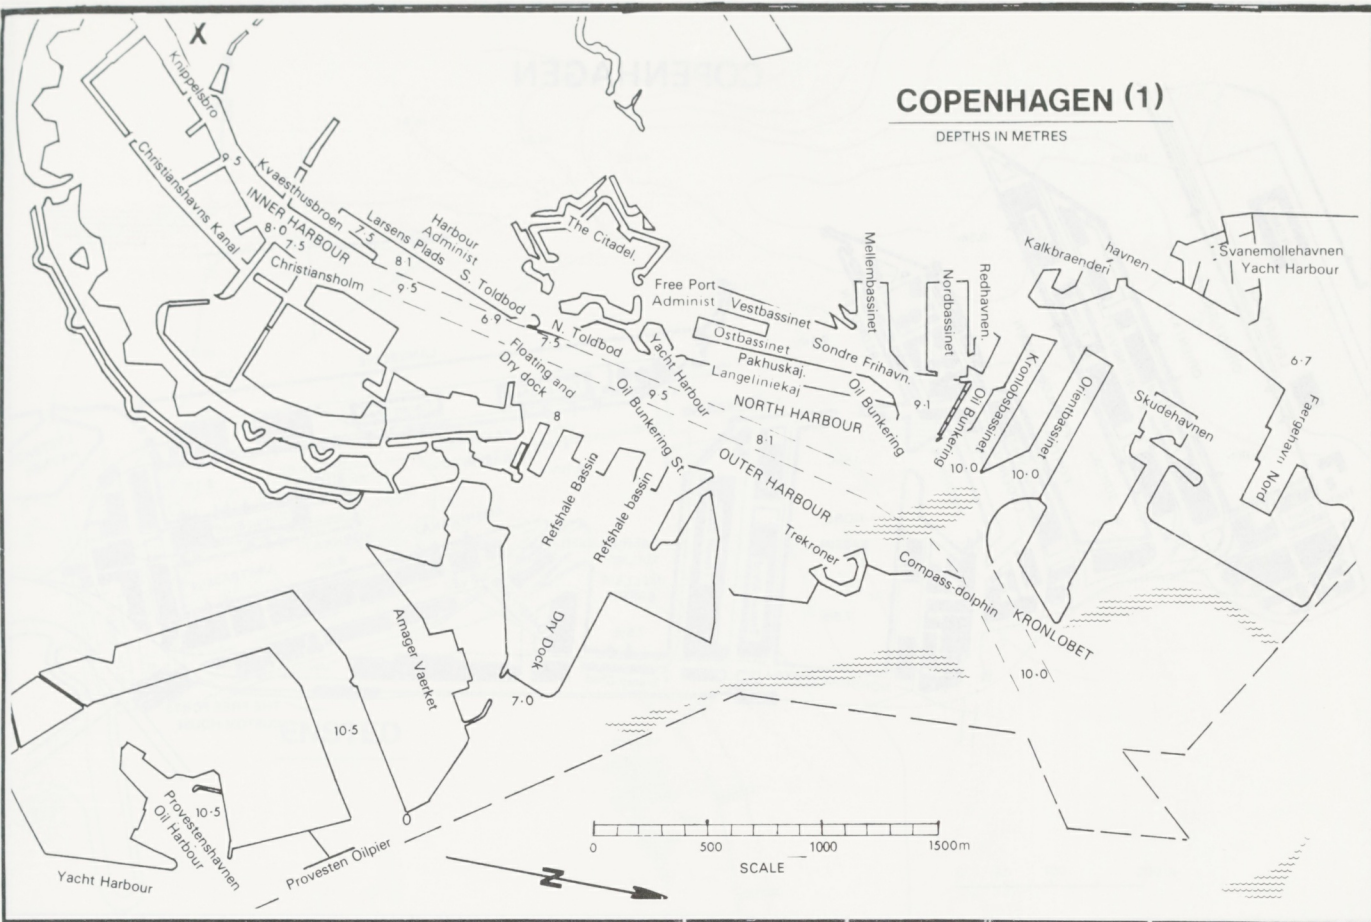 X
COPENHAGEN (1)
DEPTHS IN METRES
Knippelsbro
9·5
Christianshavns Kanal
Kvaesthusbroen
INNER HARBOUR
8·0
7·5
7·5
Larsens Plads
Harbour
Administ
8·1
9·5
Christiansholm
S. Toldbod
6·9
The Citadel.
N. Toldbod
7·5
Floating and
Dry dock
8
Oil Bunkering St.
Yacht Harbour
9·5
Free Port
Administ
Vestbassinet
Ostbassinet
Pakhuskaj.
Langeliniekaj
Sondre Frihavn.
NORTH HARBOUR
8·1
OUTER HARBOUR
Oil Bunkering
9·1
Mellembassinet
Nordbassinet
Redhavnen.
Oil Bunkering
10·0
Kronlobsbassinet
10·0
Orientbassinet
Kalkbraenderi
havnen
Svanemollehavnen
Yacht Harbour
6·7
Skudehavnen
Faergehavn Nord
Refshale Bassin
Refshale bassin
Trekroner
Compass-dolphin
KRONLOBET
10·0
Dry Dock
7·0
Amager Vaerket
10·5
10·5
Provestenshavnen
Oil Harbour
Yacht Harbour
Provesten Oilpier
N
0 500 1000 1500m
SCALE